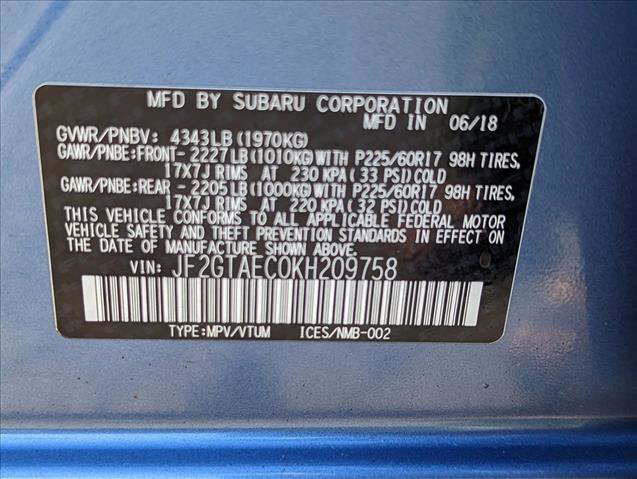 MFD BY SUBARU CORPORATION
MFD IN 06/18
GVWR/PNBV: 4343LB(1970KG)
GAWR/PNBE:FRONT-2227LB(1010KG)WITH P225/60R17 98H TIRES,
17X7J RIMS AT 230 KPA(33 PSI)COLD
GAWR/PNBE:REAR -2205LB(1000KG)WITH P225/60R17 98H TIRES,
17X7J RIMS AT 220 KPA(32 PSI)COLD
THIS VEHICLE CONFORMS TO ALL APPLICABLE FEDERAL MOTOR
VEHICLE SAFETY AND THEFT PREVENTION STANDARDS IN EFFECT ON
THE DATE OF MANUFACTURE SHOWN ABOVE.
VIN: JF2GTAEC0KH209758
TYPE:MPV/VTUM ICES/NMB-002